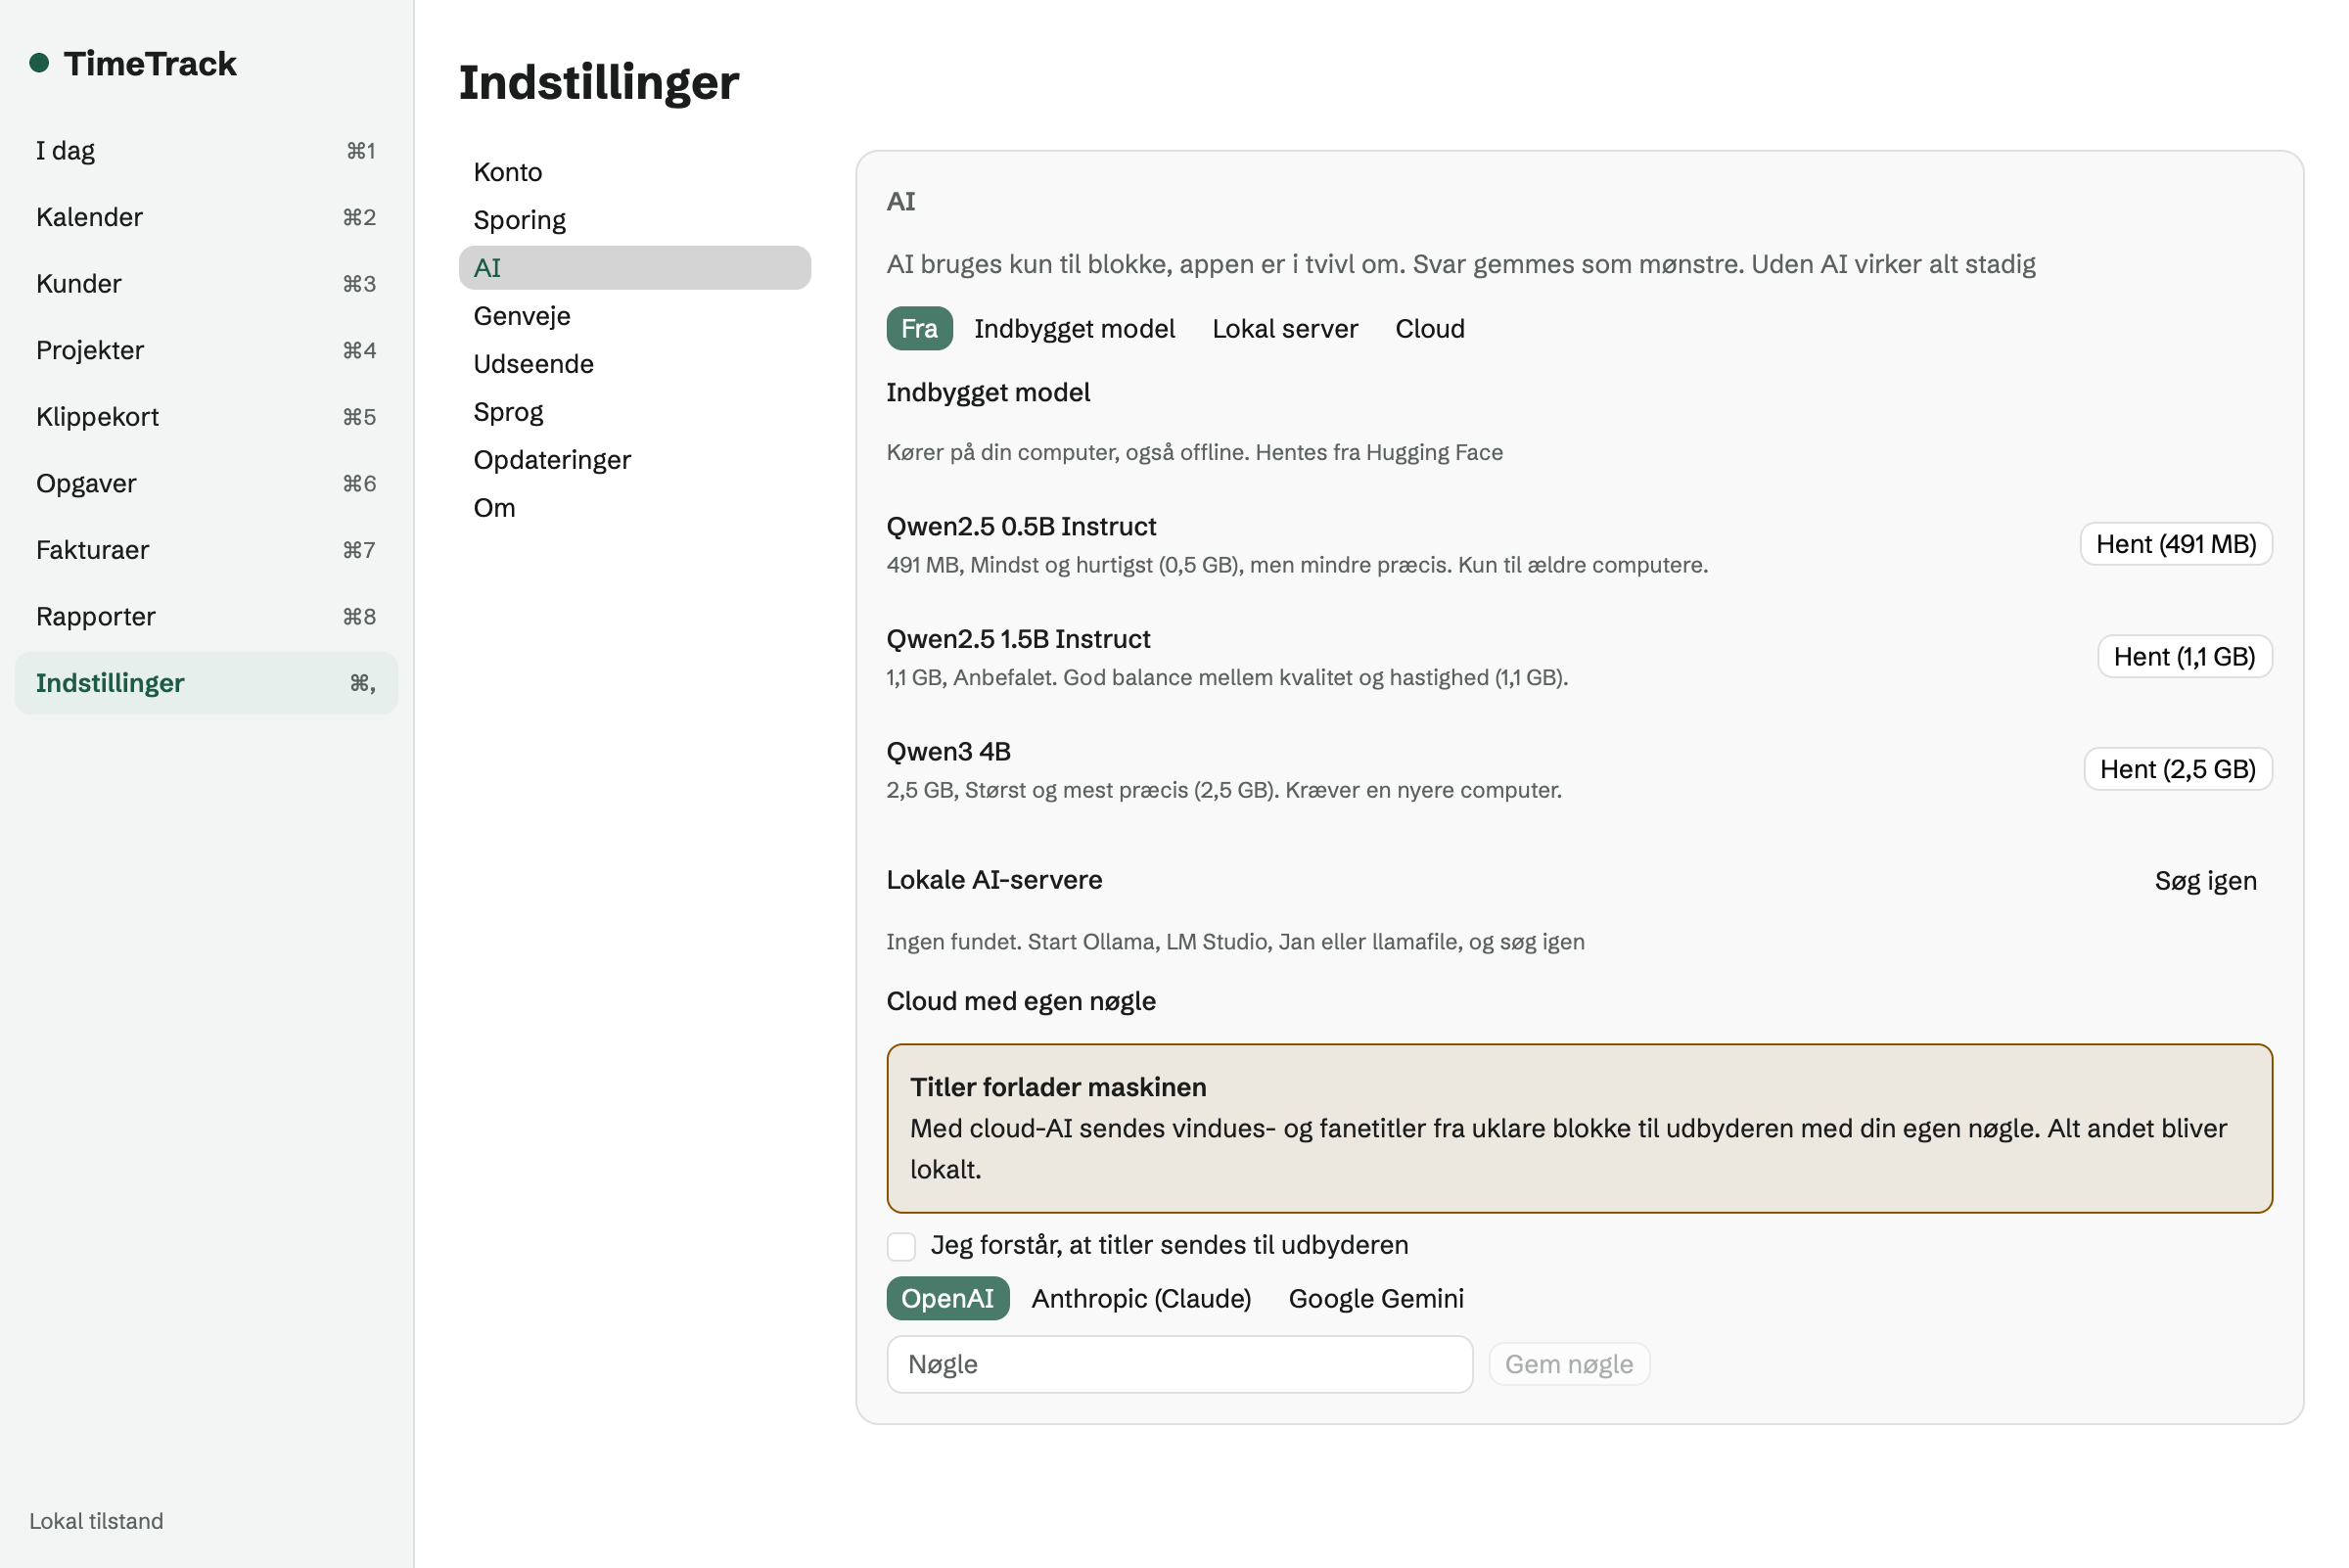 TimeTrack
I dag ⌘1
Kalender ⌘2
Kunder ⌘3
Projekter ⌘4
Klippekort ⌘5
Opgaver ⌘6
Fakturaer ⌘7
Rapporter ⌘8
Indstillinger ⌘,
Lokal tilstand
Indstillinger
Konto
Sporing
AI
Genveje
Udseende
Sprog
Opdateringer
Om
AI
AI bruges kun til blokke, appen er i tvivl om. Svar gemmes som mønstre. Uden AI virker alt stadig
Fra Indbygget model Lokal server Cloud
Indbygget model
Kører på din computer, også offline. Hentes fra Hugging Face
Qwen2.5 0.5B Instruct
491 MB, Mindst og hurtigst (0,5 GB), men mindre præcis. Kun til ældre computere.
Hent (491 MB)
Qwen2.5 1.5B Instruct
1,1 GB, Anbefalet. God balance mellem kvalitet og hastighed (1,1 GB).
Hent (1,1 GB)
Qwen3 4B
2,5 GB, Størst og mest præcis (2,5 GB). Kræver en nyere computer.
Hent (2,5 GB)
Lokale AI-servere Søg igen
Ingen fundet. Start Ollama, LM Studio, Jan eller llamafile, og søg igen
Cloud med egen nøgle
Titler forlader maskinen
Med cloud-AI sendes vindues- og fanetitler fra uklare blokke til udbyderen med din egen nøgle. Alt andet bliver
lokalt.
Jeg forstår, at titler sendes til udbyderen
OpenAI Anthropic (Claude) Google Gemini
Nøgle Gem nøgle